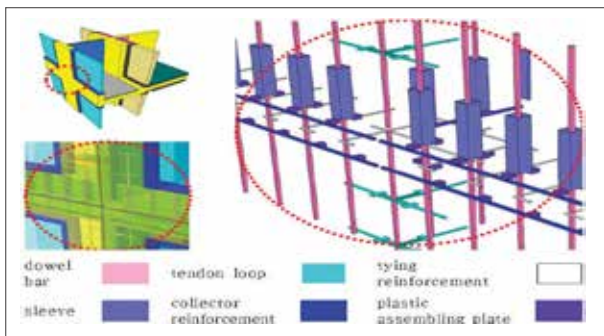 dowel bar
tendon loop
tying reinforcement
sleeve
collector reinforcement
plastic assembling plate